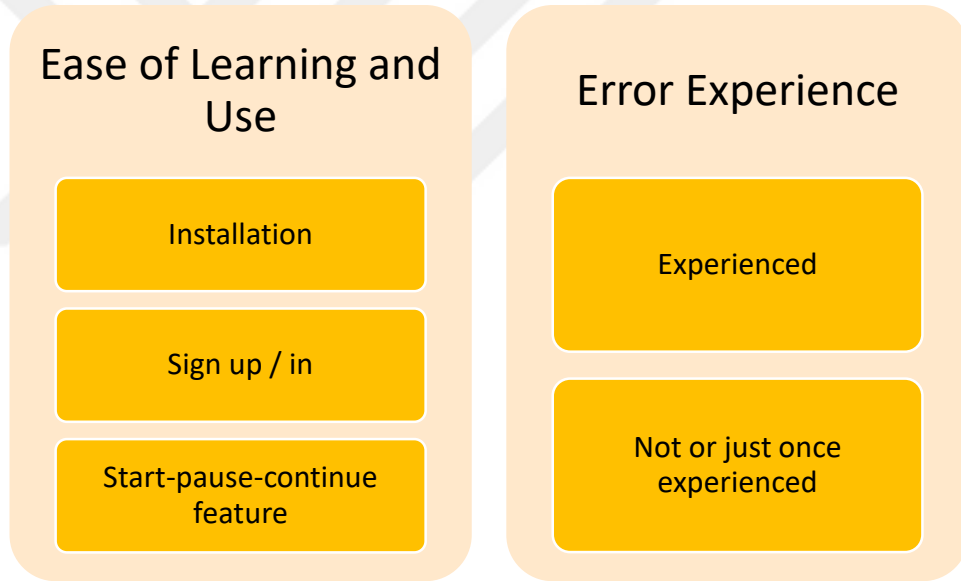 Ease of Learning and
Use
Installation
Sign up / in
Start-pause-continue
feature
Error Experience
Experienced
Not or just once
experienced